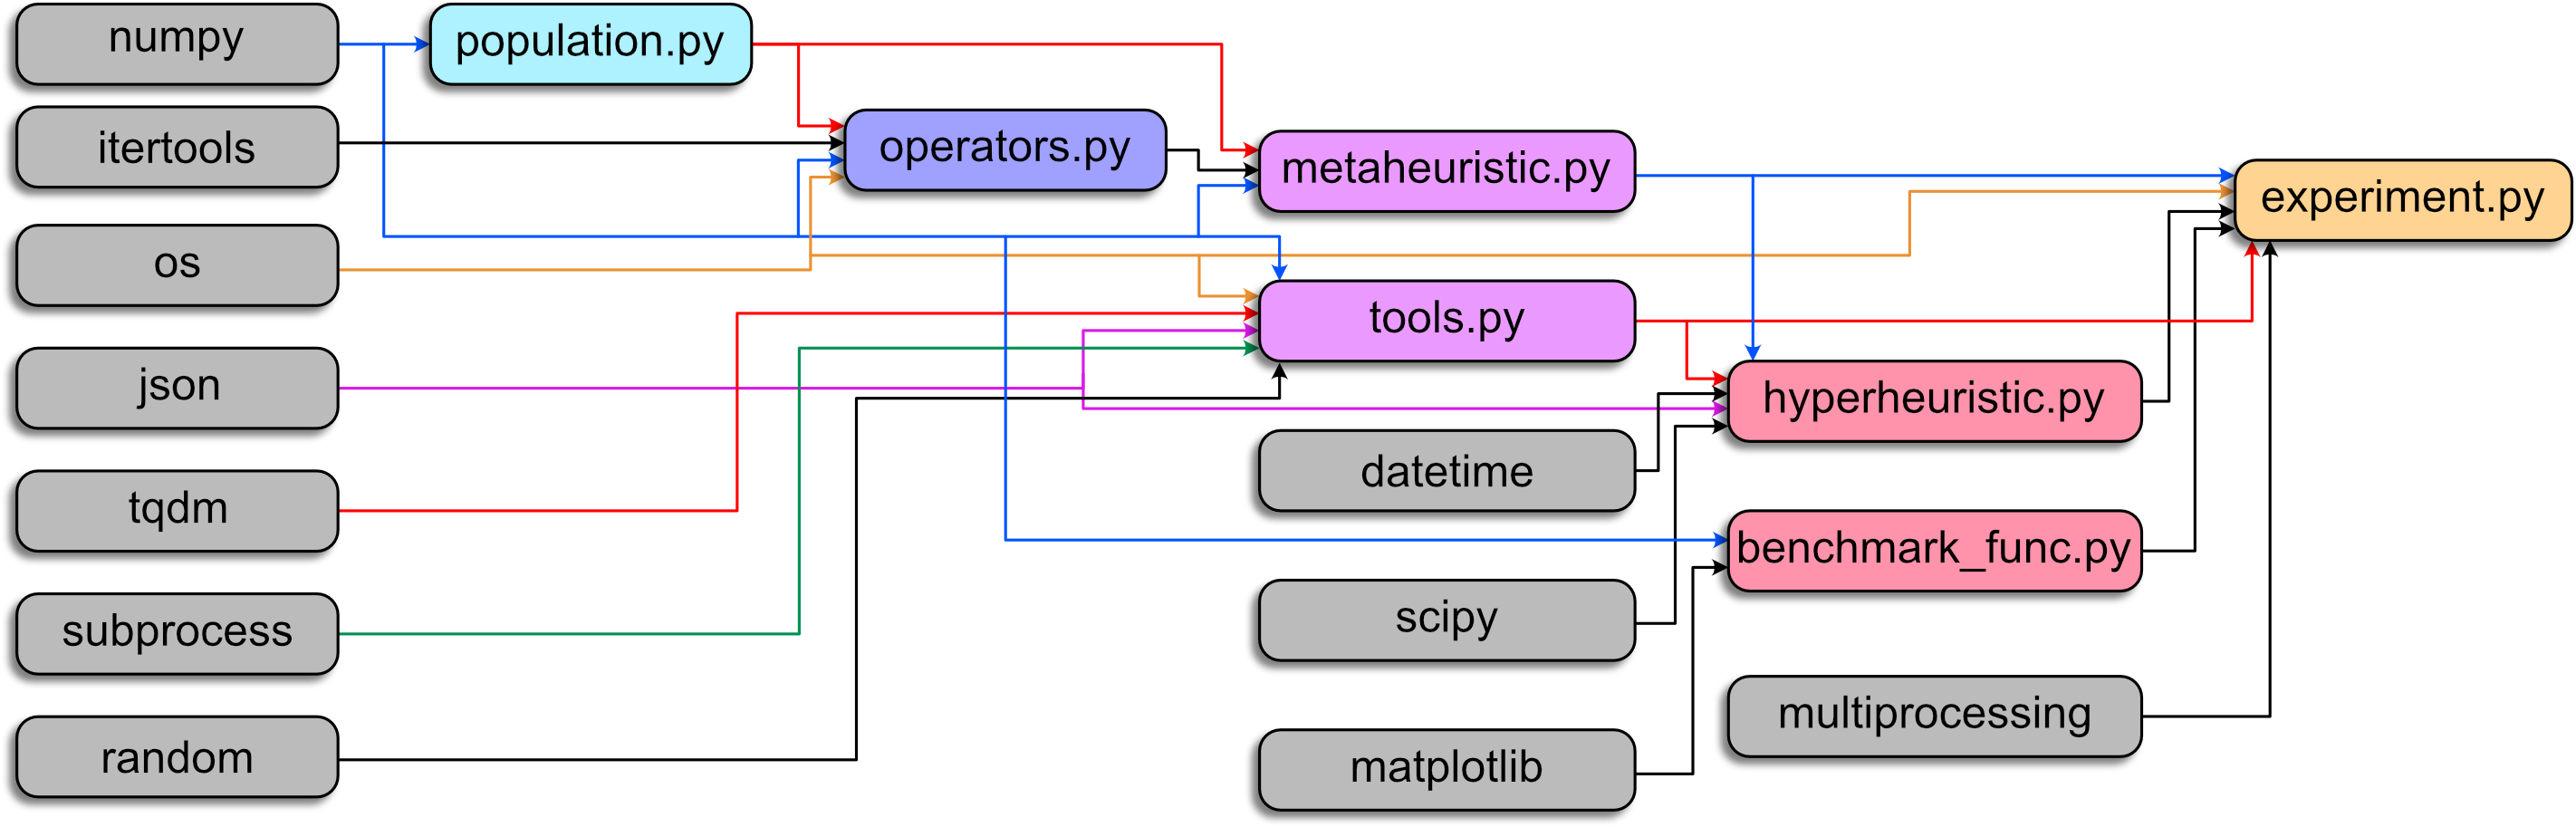 numpy
population.py
itertools
operators.py
metaheuristic.py
experiment.py
os
tools.py
json
hyperheuristic.py
datetime
tqdm
benchmark_func.py
subprocess
scipy
multiprocessing
random
matplotlib